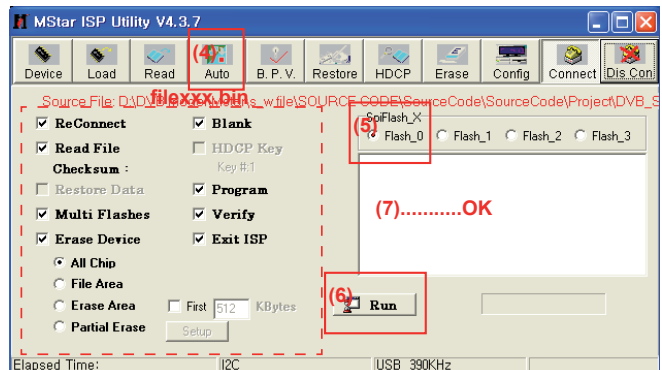 MStar ISP Utility V4.3.7
Device Load Read Auto B. P. V. Restore HDCP Erase Config Connect Dis Con
(4)
filexxx.bin
Source File: SOURCE CODE\SourceCode\SourceCode\Project\DVB_S
ReConnect Blank
Read File HDCP Key
Checksum : Key #:1
Restore Data Program
Multi Flashes Verify
Erase Device Exit ISP
All Chip
File Area
Erase Area First 512 KBytes
Partial Erase Setup
SpiFlash_X
(5)
Flash_0 Flash_1 Flash_2 Flash_3
(7)...........OK
(6)
Run
Elapsed Time: I2C USB 390KHz